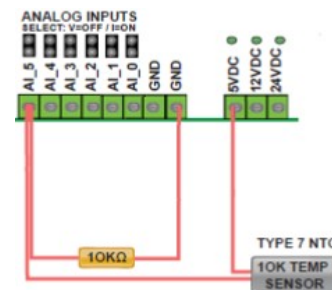 ANALOG INPUTS
SELECT: V=OFF / I=ON
AI_5
AI_4
AI_3
AI_2
AI_1
AI_0
GND
GND
5VDC
12VDC
24VDC
10KΩ
TYPE 7 NTC
10K TEMP
SENSOR